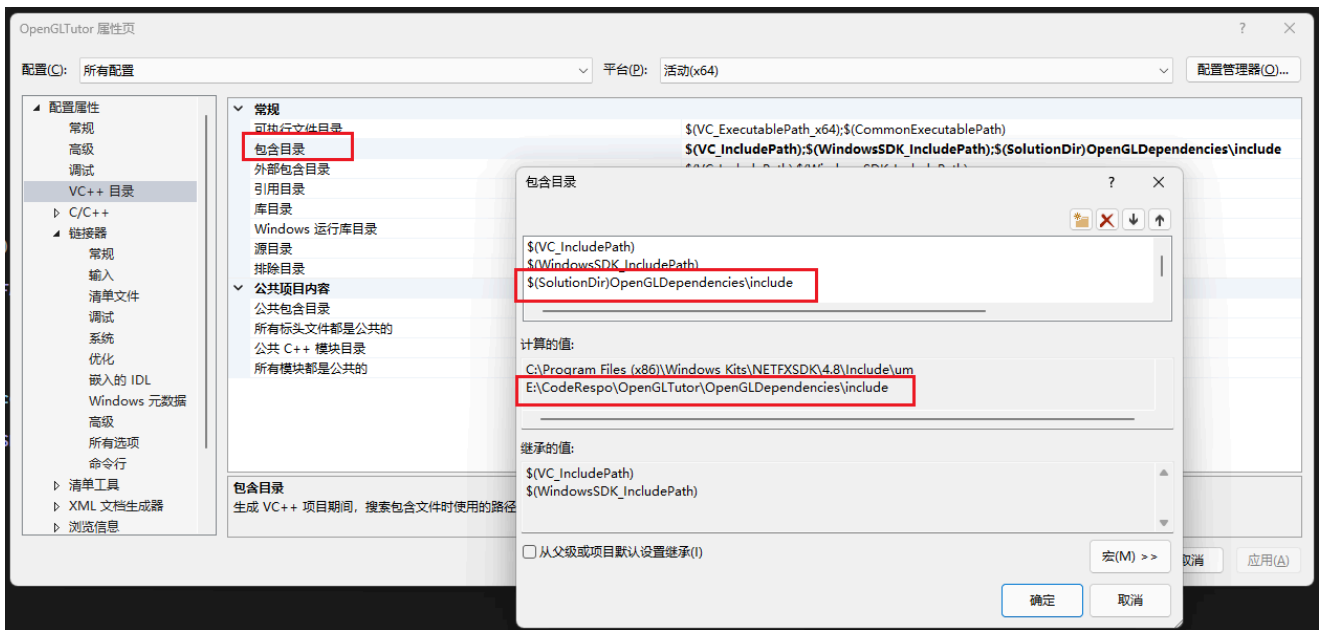 OpenGLTutor 属性页
配置(C): 所有配置 平台(P): 活动(x64) 配置管理器(O)...
配置属性
常规
高级
调试
VC++ 目录
C/C++
链接器
常规
输入
清单文件
调试
系统
优化
嵌入的 IDL
Windows 元数据
高级
所有选项
命令行
清单工具
XML 文档生成器
浏览信息
常规
可执行文件目录 $(VC_ExecutablePath_x64);$(CommonExecutablePath)
包含目录 $(VC_IncludePath);$(WindowsSDK_IncludePath);$(SolutionDir)OpenGLDependencies\include
外部包含目录
引用目录
库目录
Windows 运行库目录
源目录
排除目录
公共项目内容
公共包含目录
所有标头文件都是公共的
公共 C++ 模块目录
所有模块都是公共的
包含目录
生成 VC++ 项目期间，搜索包含文件时使用的路径
取消 应用(A)
包含目录
$(VC_IncludePath)
$(WindowsSDK_IncludePath)
$(SolutionDir)OpenGLDependencies\include
计算的值:
C:\Program Files (x86)\Windows Kits\NETFXSDK\4.8\Include\um
E:\CodeRespo\OpenGLTutor\OpenGLDependencies\include
继承的值:
$(VC_IncludePath)
$(WindowsSDK_IncludePath)
从父级或项目默认设置继承(I)
宏(M) >>
确定 取消